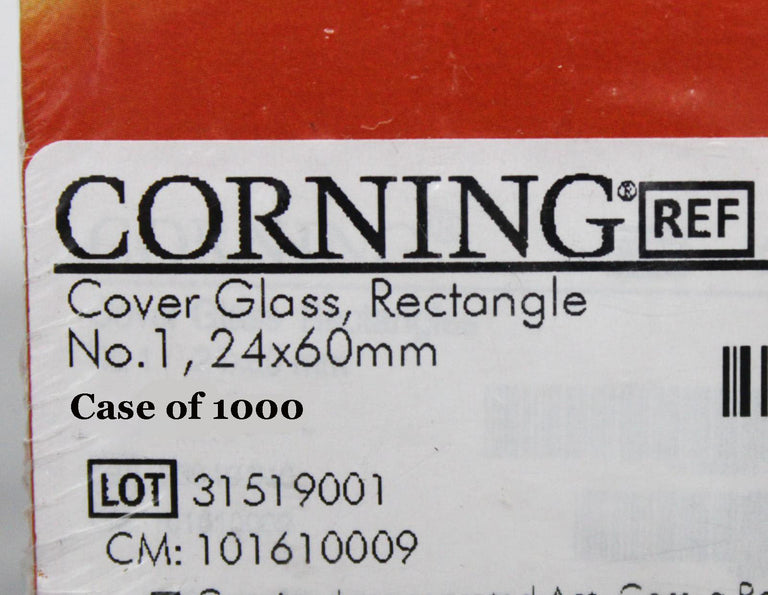 CORNING® REF
Cover Glass, Rectangle
No.1, 24x60mm
Case of 1000
LOT 31519001
CM: 101610009